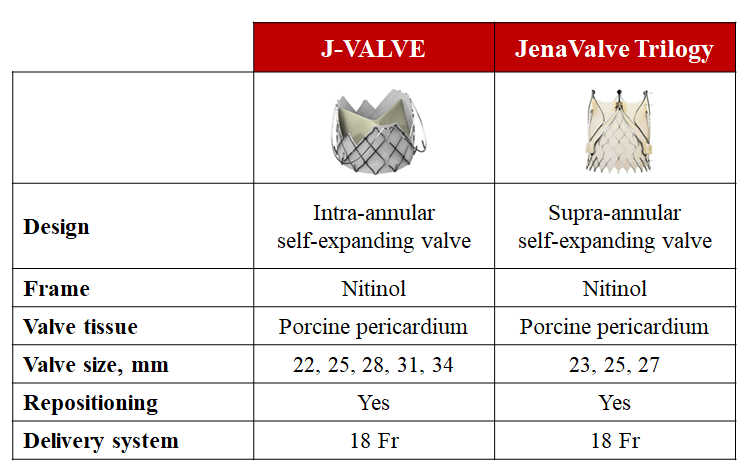 J-VALVE JenaValve Trilogy
Design
Intra-annular
self-expanding valve
Supra-annular
self-expanding valve
Frame Nitinol Nitinol
Valve tissue Porcine pericardium Porcine pericardium
Valve size, mm 22, 25, 28, 31, 34 23, 25, 27
Repositioning Yes Yes
Delivery system 18 Fr 18 Fr